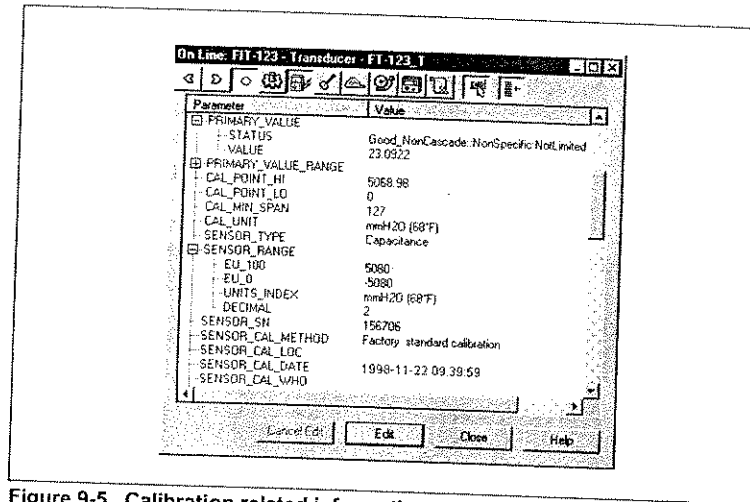 On Line: FIT-123 - Transducer - FT-123_T
Parameter Value
PRIMARY_VALUE
STATUS Good_NonCascade::NonSpecific:NotLimited
VALUE 23.0922
PRIMARY_VALUE_RANGE
CAL_POINT_HI 5068.98
CAL_POINT_LO 0
CAL_MIN_SPAN 127
CAL_UNIT mmH2O (68°F)
SENSOR_TYPE Capacitance
SENSOR_RANGE
EU_100 5080
EU_0 -5080
UNITS_INDEX mmH2O (68°F)
DECIMAL 2
SENSOR_SN 156706
SENSOR_CAL_METHOD Factory standard calibration
SENSOR_CAL_LOC
SENSOR_CAL_DATE 1998-11-22 09:39:59
SENSOR_CAL_WHO
Cancel Edit Edit Close Help
Figure 9-5. Calibration related